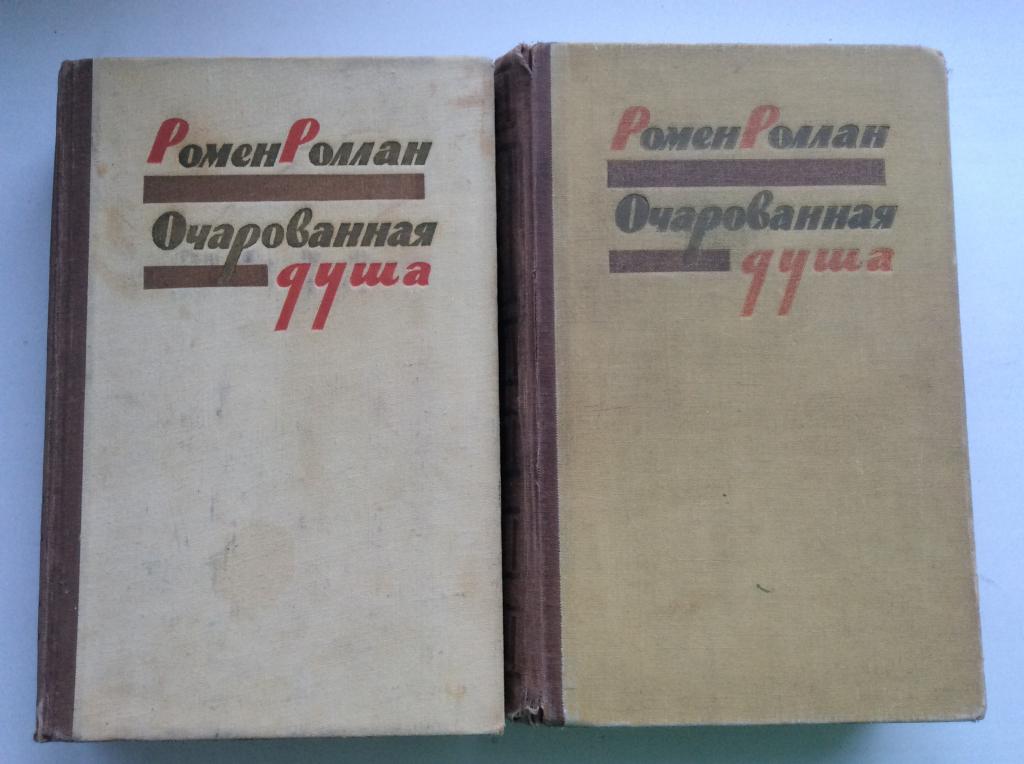 Ромен Роллан
Очарованная
душа
Ромен Роллан
Очарованная
душа